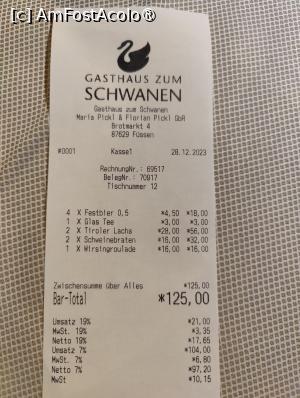 [©] AmFostAcolo®
GASTHAUS ZUM
SCHWANEN
Gasthaus zum Schwanen
Maria Pickl & Florian Pickl GbR
Brotmarkt 4
87629 Füssen
#0001 Kasse1 28.12.2023
RechnungNr.: 69517
BelegNr.: 70917
Tischnummer 12
4 X Festbier 0,5 *4,50 *18,00
1 X Glas Tee *3,00 *3,00
2 X Tiroler Lachs *28,00 *56,00
2 X Schweinebraten *16,00 *32,00
1 X Wirsingroulade *16,00 *16,00
Zwischensumme über Alles *125,00
Bar-Total *125,00
Umsatz 19% *21,00
MwSt. 19% *3,35
Netto 19% *17,65
Umsatz 7% *104,00
MwSt. 7% *6,80
Netto 7% *97,20
MwSt *10,15